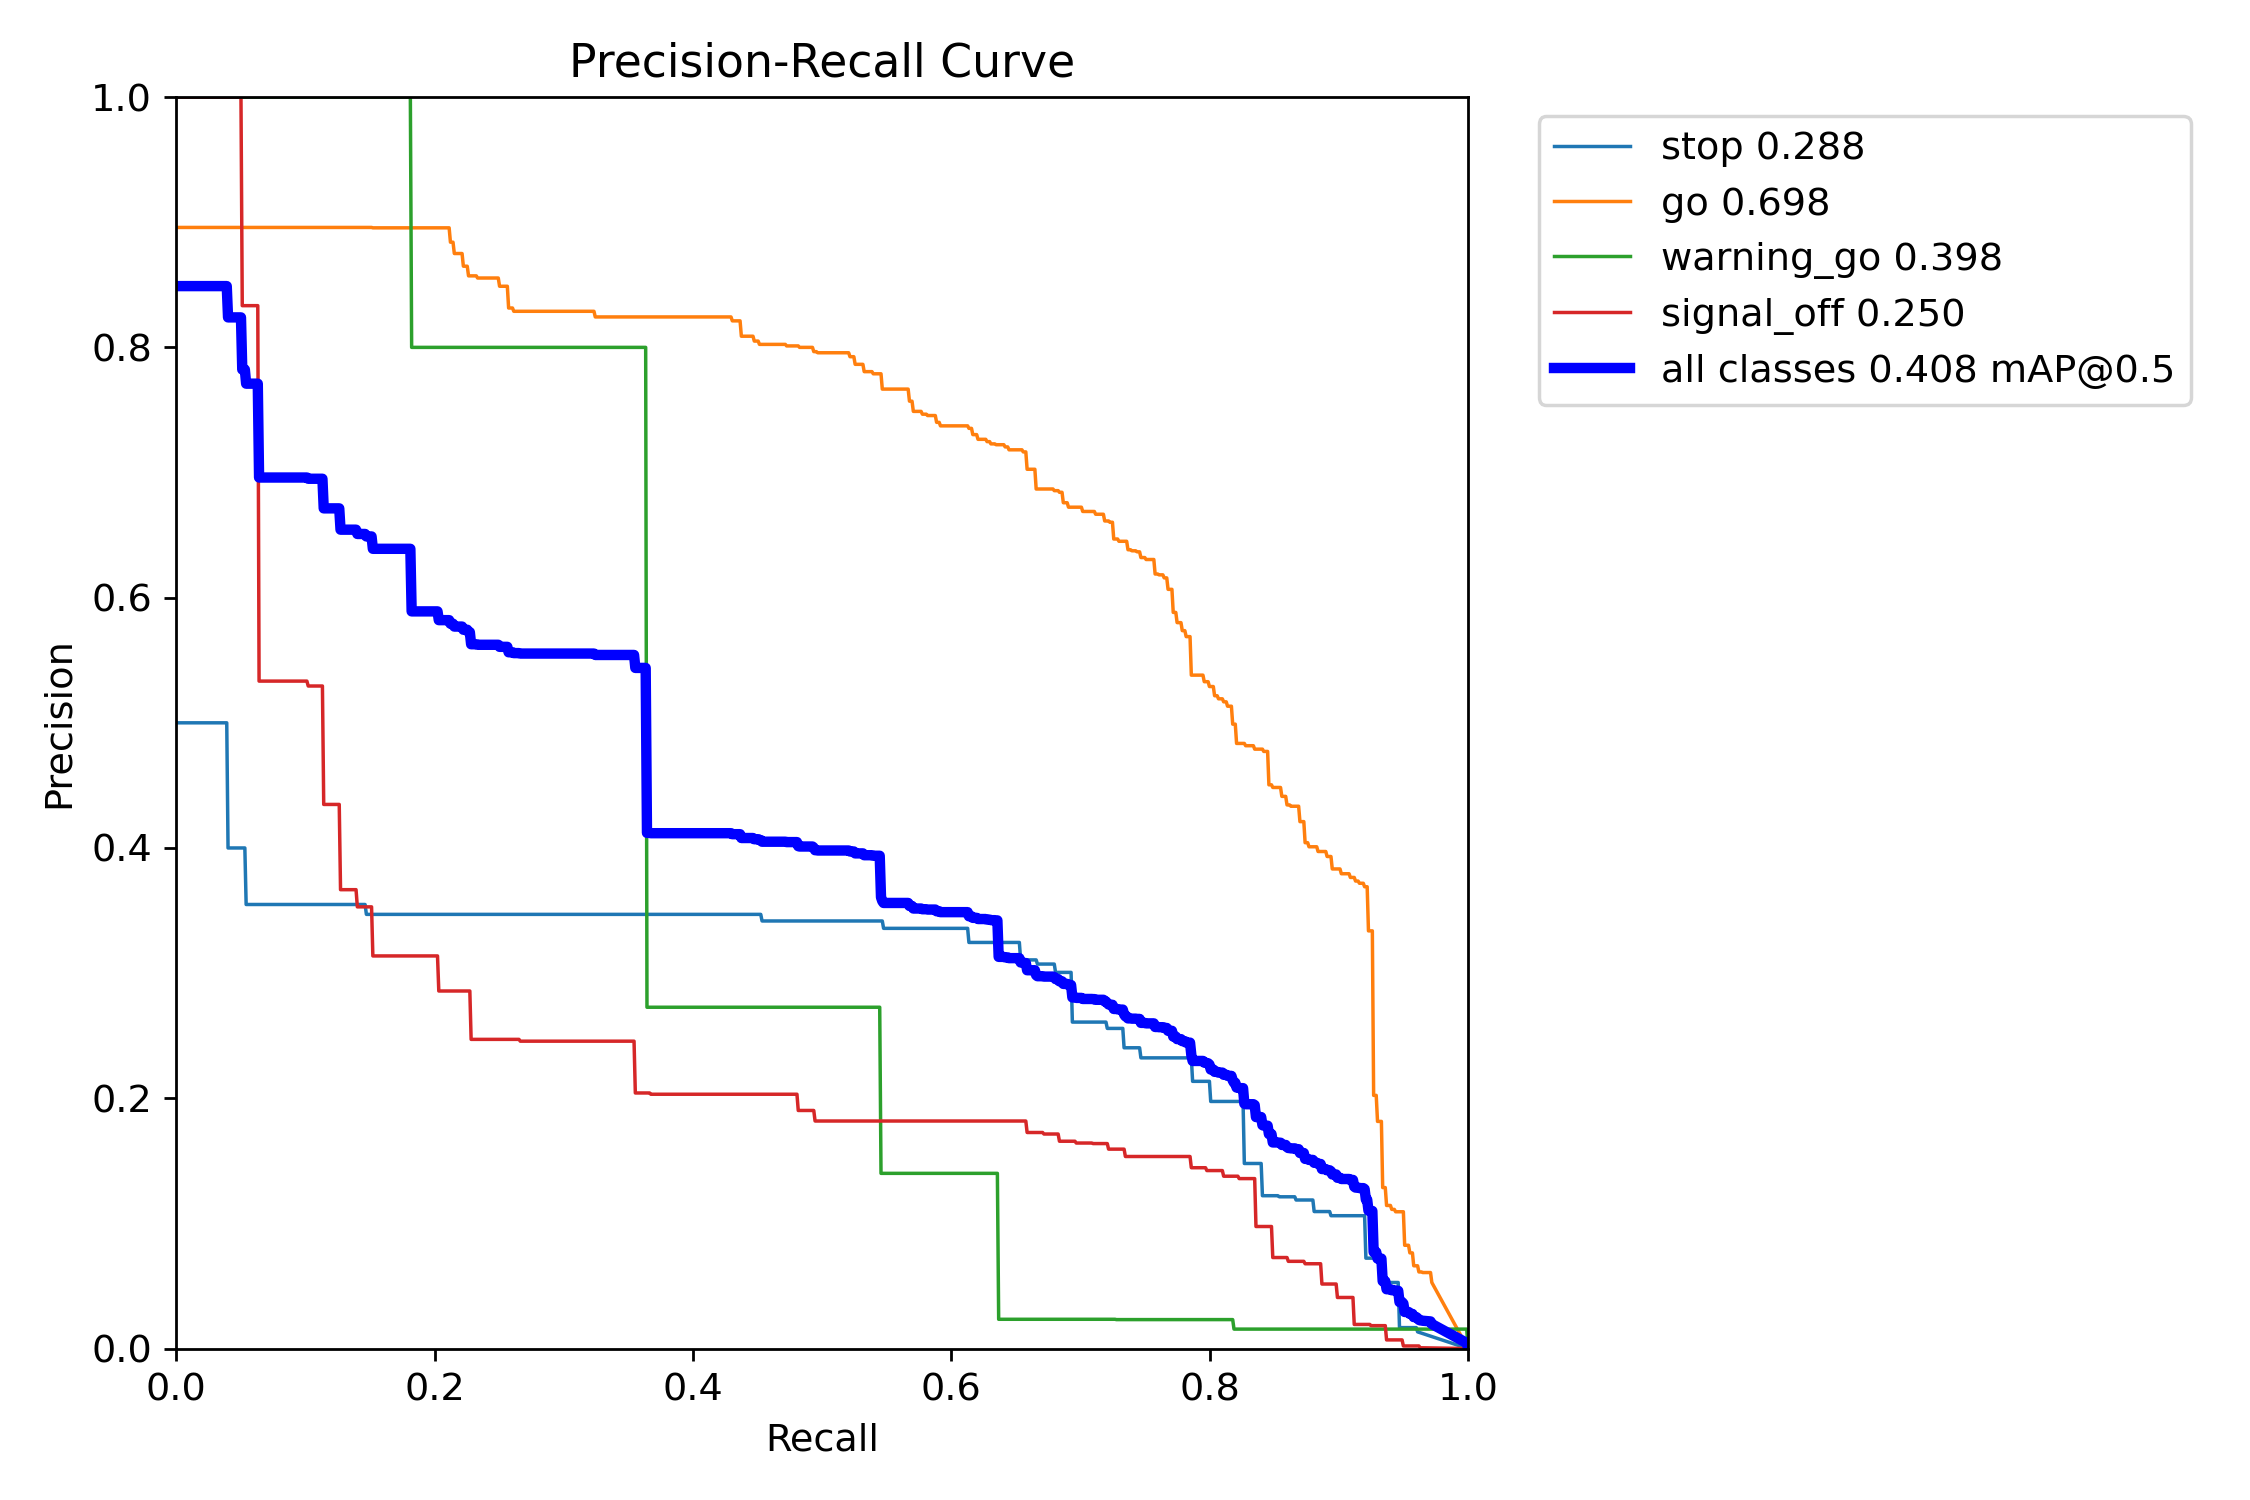 Precision-Recall Curve
1.0
0.8
0.6
0.4
0.2
0.0
Precision
0.0 0.2 0.4 0.6 0.8 1.0
Recall
stop 0.288
go 0.698
warning_go 0.398
signal_off 0.250
all classes 0.408 mAP@0.5